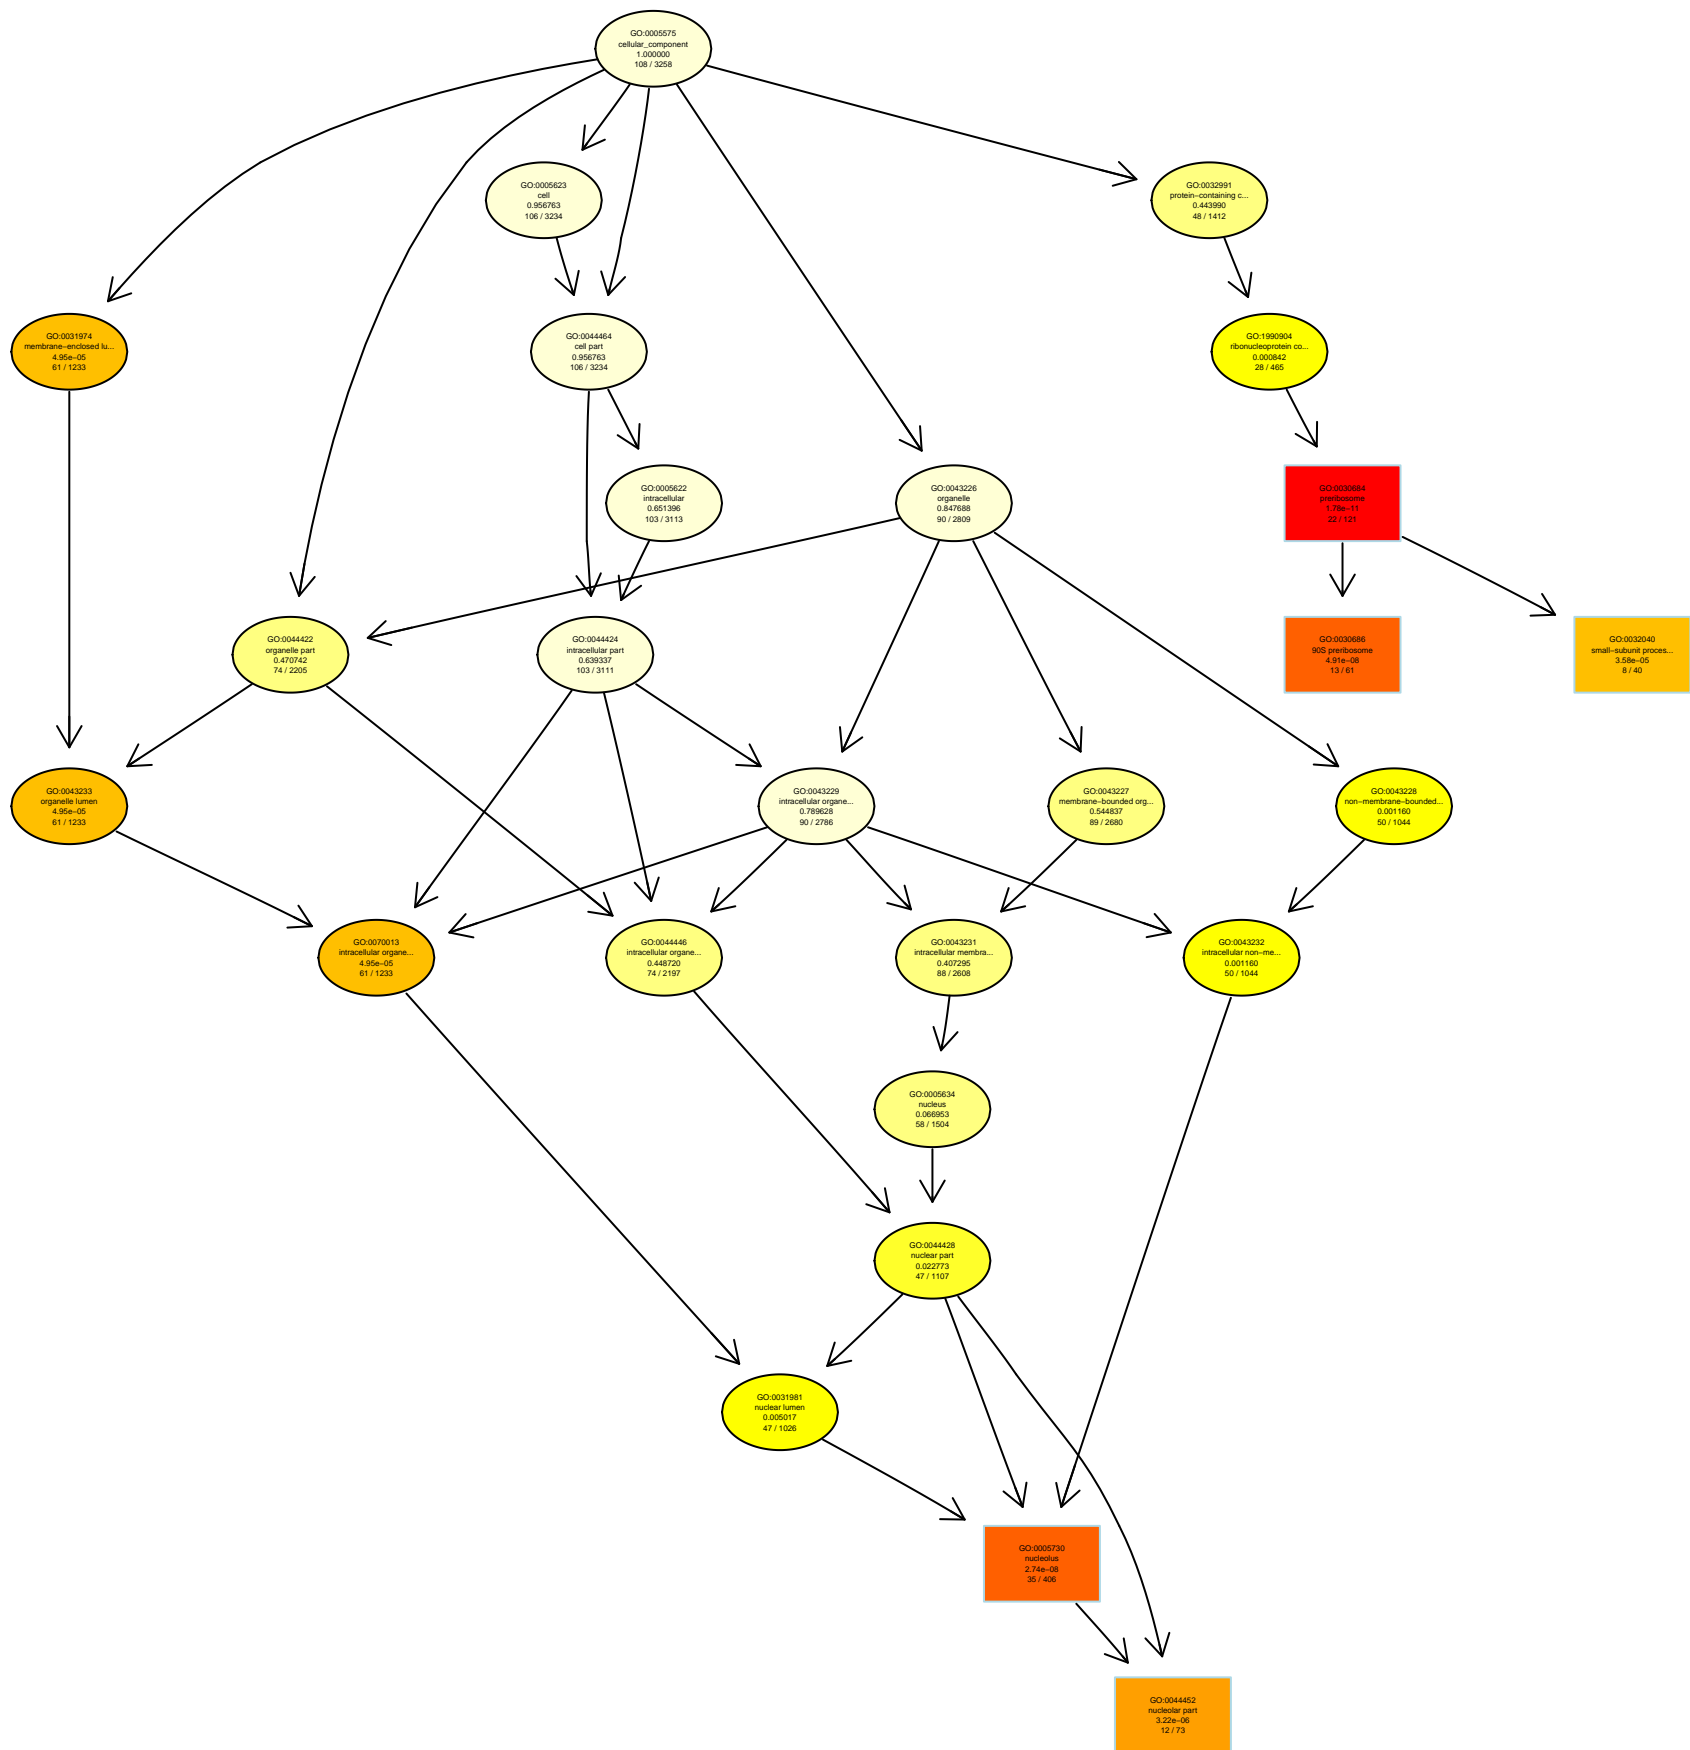 GO:0005575
cellular_component
1.000000
108 / 3258
GO:0005623
cell
0.956763
106 / 3234
GO:0032991
protein−containing c...
0.443990
48 / 1412
GO:0031974
membrane−enclosed lu...
4.95e−05
61 / 1233
GO:0044464
cell part
0.956763
106 / 3234
GO:1990904
ribonucleoprotein co...
0.000842
28 / 465
GO:0005622
intracellular
0.651396
103 / 3113
GO:0043226
organelle
0.847688
90 / 2809
GO:0030684
preribosome
1.78e−11
22 / 121
GO:0044422
organelle part
0.470742
74 / 2205
GO:0044424
intracellular part
0.639337
103 / 3111
GO:0030686
90S preribosome
4.91e−08
13 / 61
GO:0032040
small−subunit proces...
3.58e−05
8 / 40
GO:0043233
organelle lumen
4.95e−05
61 / 1233
GO:0043229
intracellular organe...
0.789628
90 / 2786
GO:0043227
membrane−bounded org...
0.544837
89 / 2680
GO:0043228
non−membrane−bounded...
0.001160
50 / 1044
GO:0070013
intracellular organe...
4.95e−05
61 / 1233
GO:0044446
intracellular organe...
0.448720
74 / 2197
GO:0043231
intracellular membra...
0.407295
88 / 2608
GO:0043232
intracellular non−me...
0.001160
50 / 1044
GO:0005634
nucleus
0.066953
58 / 1504
GO:0044428
nuclear part
0.022773
47 / 1107
GO:0031981
nuclear lumen
0.005017
47 / 1026
GO:0005730
nucleolus
2.74e−08
35 / 406
GO:0044452
nucleolar part
3.22e−06
12 / 73